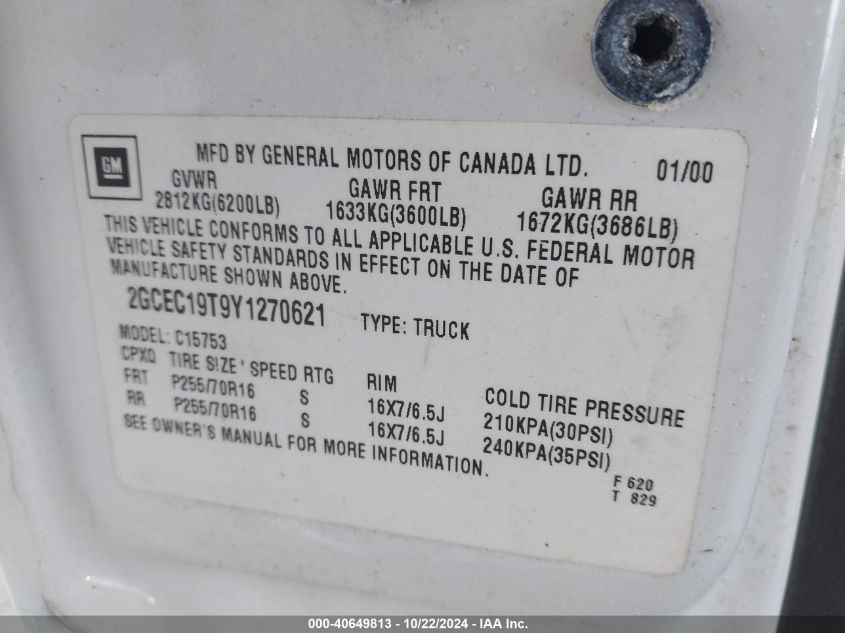 GM
MFD BY GENERAL MOTORS OF CANADA LTD. 01/00
GVWR GAWR FRT GAWR RR
2812KG(6200LB) 1633KG(3600LB) 1672KG(3686LB)
THIS VEHICLE CONFORMS TO ALL APPLICABLE U.S. FEDERAL MOTOR
VEHICLE SAFETY STANDARDS IN EFFECT ON THE DATE OF
MANUFACTURE SHOWN ABOVE.
2GCEC19T9Y1270621 TYPE: TRUCK
MODEL: C15753
CPXQ TIRE SIZE SPEED RTG RIM COLD TIRE PRESSURE
FRT P255/70R16 S 16X7/6.5J 210KPA(30PSI)
RR P255/70R16 S 16X7/6.5J 240KPA(35PSI)
SEE OWNER'S MANUAL FOR MORE INFORMATION.
F 620
T 829
000-40649813 - 10/22/2024 - IAA Inc.